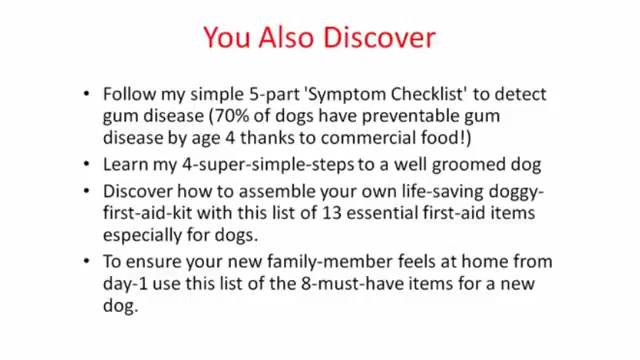 You Also Discover
• Follow my simple 5-part 'Symptom Checklist' to detect
gum disease (70% of dogs have preventable gum
disease by age 4 thanks to commercial food!)
• Learn my 4-super-simple-steps to a well groomed dog
• Discover how to assemble your own life-saving doggy-
first-aid-kit with this list of 13 essential first-aid items
especially for dogs.
• To ensure your new family-member feels at home from
day-1 use this list of the 8-must-have items for a new
dog.